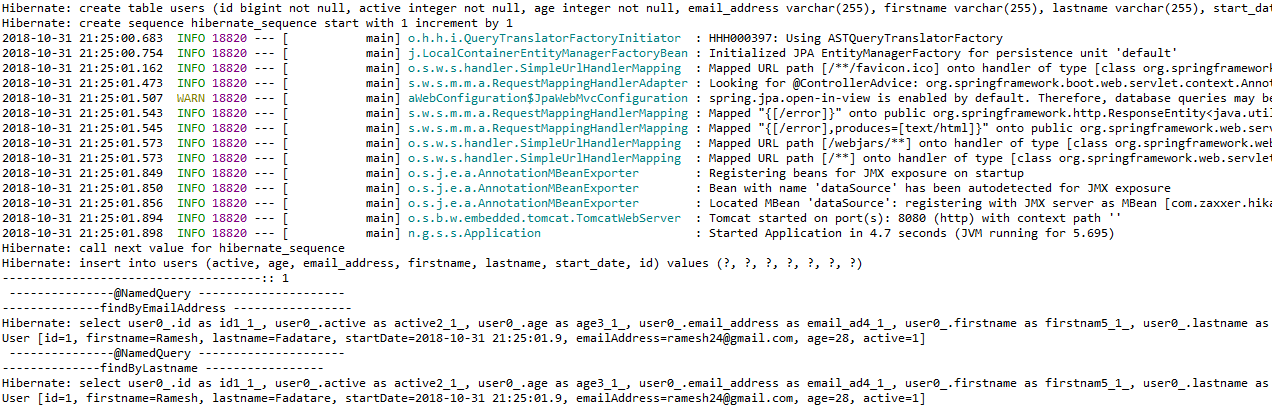 Hibernate: create table users (id bigint not null, active integer not null, age integer not null, email_address varchar(255), firstname varchar(255), lastname varchar(255), start_dat
Hibernate: create sequence hibernate_sequence start with 1 increment by 1
2018-10-31 21:25:00.683  INFO 18820 --- [           main] o.h.h.i.QueryTranslatorFactoryInitiator  : HHH000397: Using ASTQueryTranslatorFactory
2018-10-31 21:25:00.754  INFO 18820 --- [           main] j.LocalContainerEntityManagerFactoryBean : Initialized JPA EntityManagerFactory for persistence unit 'default'
2018-10-31 21:25:01.162  INFO 18820 --- [           main] o.s.w.s.handler.SimpleUrlHandlerMapping  : Mapped URL path [/**/favicon.ico] onto handler of type [class org.springframework
2018-10-31 21:25:01.473  INFO 18820 --- [           main] s.w.s.m.m.a.RequestMappingHandlerAdapter : Looking for @ControllerAdvice: org.springframework.boot.web.servlet.context.Annot
2018-10-31 21:25:01.507  WARN 18820 --- [           main] aWebConfiguration$JpaWebMvcConfiguration : spring.jpa.open-in-view is enabled by default. Therefore, database queries may be
2018-10-31 21:25:01.543  INFO 18820 --- [           main] s.w.s.m.m.a.RequestMappingHandlerMapping : Mapped "{[/error]}" onto public org.springframework.http.ResponseEntity<java.util
2018-10-31 21:25:01.545  INFO 18820 --- [           main] s.w.s.m.m.a.RequestMappingHandlerMapping : Mapped "{[/error],produces=[text/html]}" onto public org.springframework.web.serv
2018-10-31 21:25:01.573  INFO 18820 --- [           main] o.s.w.s.handler.SimpleUrlHandlerMapping  : Mapped URL path [/webjars/**] onto handler of type [class org.springframework.web
2018-10-31 21:25:01.573  INFO 18820 --- [           main] o.s.w.s.handler.SimpleUrlHandlerMapping  : Mapped URL path [/**] onto handler of type [class org.springframework.web.servlet
2018-10-31 21:25:01.849  INFO 18820 --- [           main] o.s.j.e.a.AnnotationMBeanExporter        : Registering beans for JMX exposure on startup
2018-10-31 21:25:01.850  INFO 18820 --- [           main] o.s.j.e.a.AnnotationMBeanExporter        : Bean with name 'dataSource' has been autodetected for JMX exposure
2018-10-31 21:25:01.856  INFO 18820 --- [           main] o.s.j.e.a.AnnotationMBeanExporter        : Located MBean 'dataSource': registering with JMX server as MBean [com.zaxxer.hika
2018-10-31 21:25:01.894  INFO 18820 --- [           main] o.s.b.w.embedded.tomcat.TomcatWebServer  : Tomcat started on port(s): 8080 (http) with context path ''
2018-10-31 21:25:01.898  INFO 18820 --- [           main] n.g.s.s.Application                      : Started Application in 4.7 seconds (JVM running for 5.695)
Hibernate: call next value for hibernate_sequence
Hibernate: insert into users (active, age, email_address, firstname, lastname, start_date, id) values (?, ?, ?, ?, ?, ?, ?)
-------------------------------------:: 1
 ---------------@NamedQuery ---------------------
--------------findByEmailAddress -----------------
Hibernate: select user0_.id as id1_1_, user0_.active as active2_1_, user0_.age as age3_1_, user0_.email_address as email_ad4_1_, user0_.firstname as firstnam5_1_, user0_.lastname as
User [id=1, firstname=Ramesh, lastname=Fadatare, startDate=2018-10-31 21:25:01.9, emailAddress=ramesh24@gmail.com, age=28, active=1]
 ---------------@NamedQuery ---------------------
--------------findByLastname -----------------
Hibernate: select user0_.id as id1_1_, user0_.active as active2_1_, user0_.age as age3_1_, user0_.email_address as email_ad4_1_, user0_.firstname as firstnam5_1_, user0_.lastname as
User [id=1, firstname=Ramesh, lastname=Fadatare, startDate=2018-10-31 21:25:01.9, emailAddress=ramesh24@gmail.com, age=28, active=1]